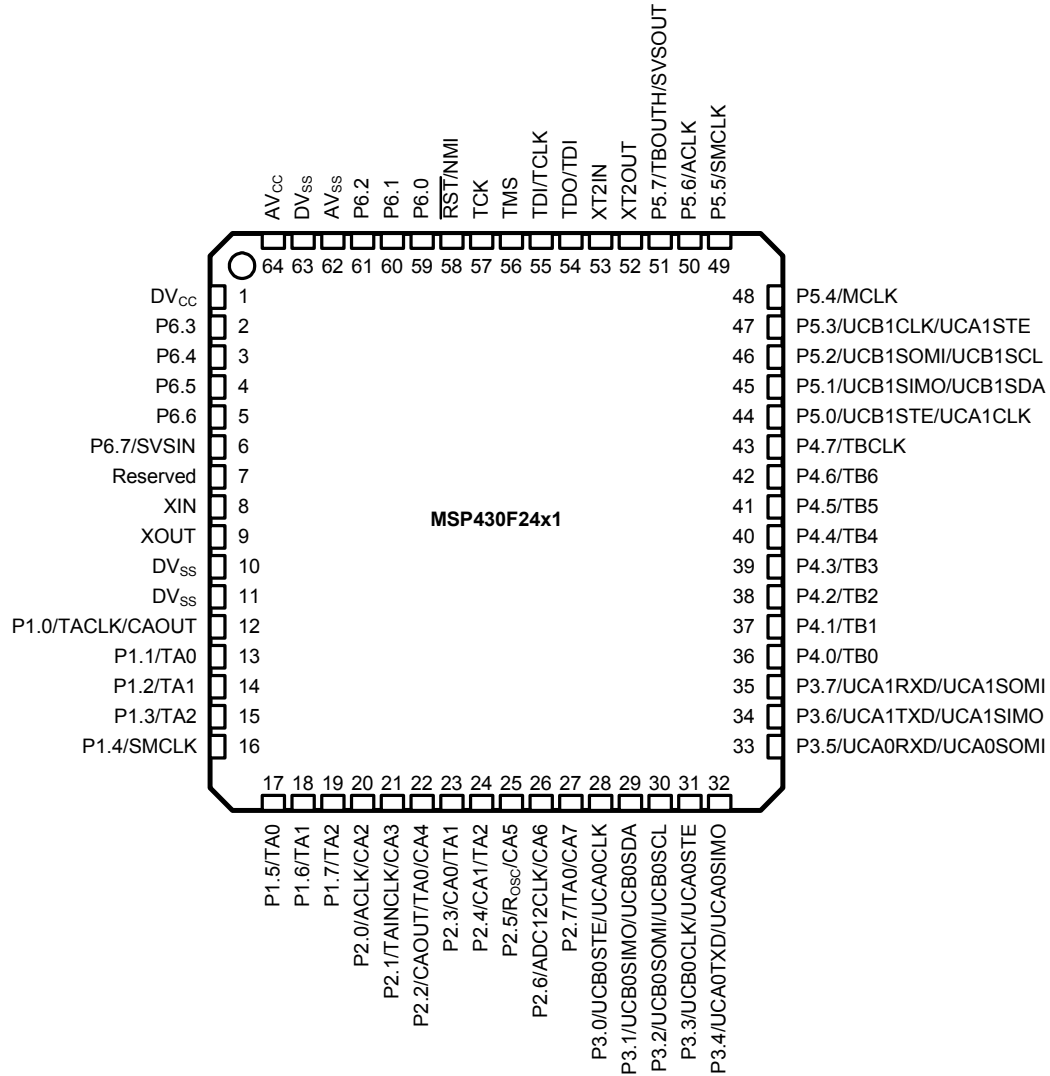 P5.7/TBOUTH/SVSOUT
AVCC
DVSS
AVSS
P6.2
P6.1
P6.0
RST/NMI
TCK
TMS
TDI/TCLK
TDO/TDI
XT2IN
XT2OUT
P5.6/ACLK
P5.5/SMCLK
64 63 62 61 60 59 58 57 56 55 54 53 52 51 50 49
DVCC 1
P6.3 2
P6.4 3
P6.5 4
P6.6 5
P6.7/SVSIN 6
Reserved 7
XIN 8
XOUT 9
DVSS 10
DVSS 11
P1.0/TACLK/CAOUT 12
P1.1/TA0 13
P1.2/TA1 14
P1.3/TA2 15
P1.4/SMCLK 16
MSP430F24x1
48 P5.4/MCLK
47 P5.3/UCB1CLK/UCA1STE
46 P5.2/UCB1SOMI/UCB1SCL
45 P5.1/UCB1SIMO/UCB1SDA
44 P5.0/UCB1STE/UCA1CLK
43 P4.7/TBCLK
42 P4.6/TB6
41 P4.5/TB5
40 P4.4/TB4
39 P4.3/TB3
38 P4.2/TB2
37 P4.1/TB1
36 P4.0/TB0
35 P3.7/UCA1RXD/UCA1SOMI
34 P3.6/UCA1TXD/UCA1SIMO
33 P3.5/UCA0RXD/UCA0SOMI
17 18 19 20 21 22 23 24 25 26 27 28 29 30 31 32
P1.5/TA0
P1.6/TA1
P1.7/TA2
P2.0/ACLK/CA2
P2.1/TAINCLK/CA3
P2.2/CAOUT/TA0/CA4
P2.3/CA0/TA1
P2.4/CA1/TA2
P2.5/ROSC/CA5
P2.6/ADC12CLK/CA6
P2.7/TA0/CA7
P3.0/UCB0STE/UCA0CLK
P3.1/UCB0SIMO/UCB0SDA
P3.2/UCB0SOMI/UCB0SCL
P3.3/UCB0CLK/UCA0STE
P3.4/UCA0TXD/UCA0SIMO